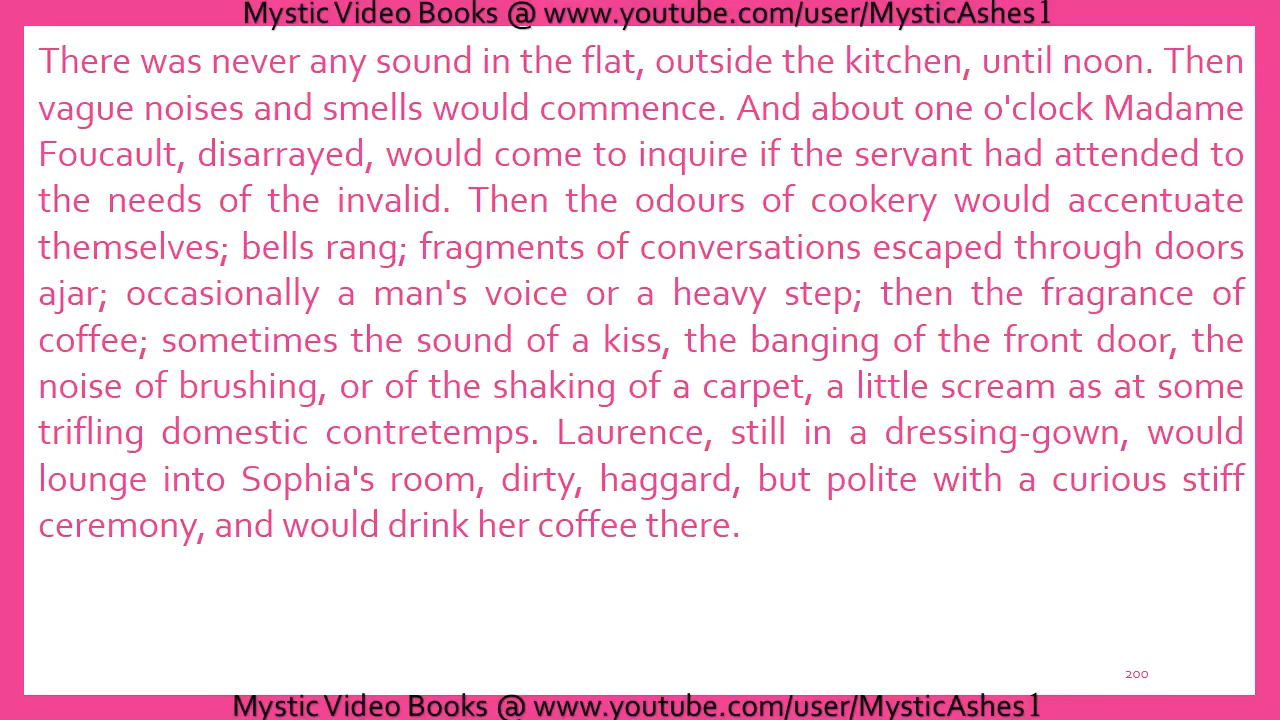 Mystic Video Books @ www.youtube.com/user/MysticAshes1
There was never any sound in the flat, outside the kitchen, until noon. Then
vague noises and smells would commence. And about one o'clock Madame
Foucault, disarrayed, would come to inquire if the servant had attended to
the needs of the invalid. Then the odours of cookery would accentuate
themselves; bells rang; fragments of conversations escaped through doors
ajar; occasionally a man's voice or a heavy step; then the fragrance of
coffee; sometimes the sound of a kiss, the banging of the front door, the
noise of brushing, or of the shaking of a carpet, a little scream as at some
trifling domestic contretemps. Laurence, still in a dressing-gown, would
lounge into Sophia's room, dirty, haggard, but polite with a curious stiff
ceremony, and would drink her coffee there.
200
Mystic Video Books @ www.youtube.com/user/MysticAshes1